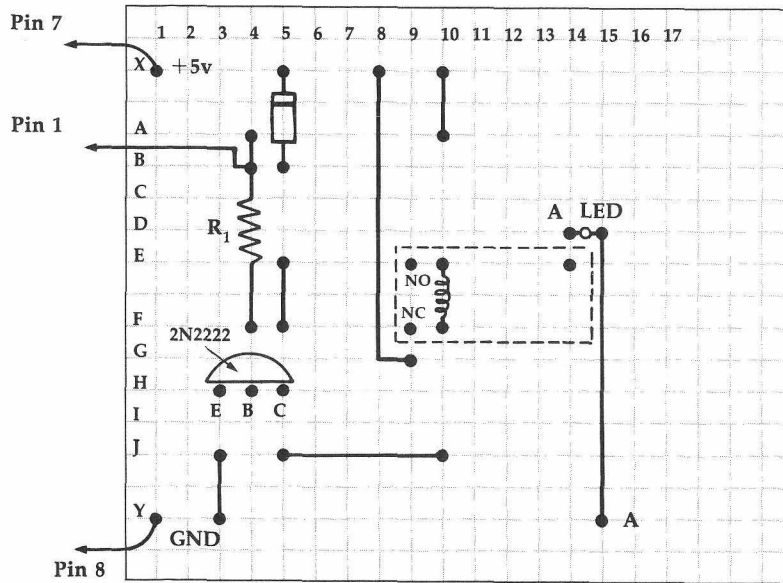 Pin 7
1 2 3 4 5 6 7 8 9 10 11 12 13 14 15 16 17
X +5v
Pin 1
A
B
C
A LED
D
R1
E
NO
NC
F
2N2222
G
H
E B C
I
J
Y
GND
A
Pin 8